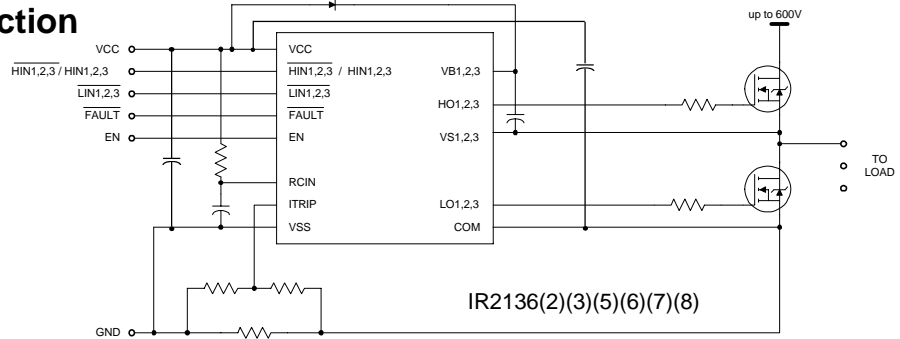 ction
up to 600V
VCC
HIN1,2,3 / HIN1,2,3
LIN1,2,3
FAULT
EN
GND
VCC
HIN1,2,3 / HIN1,2,3
LIN1,2,3
FAULT
EN
RCIN
ITRIP
VSS
VB1,2,3
HO1,2,3
VS1,2,3
LO1,2,3
COM
TO
LOAD
IR2136(2)(3)(5)(6)(7)(8)